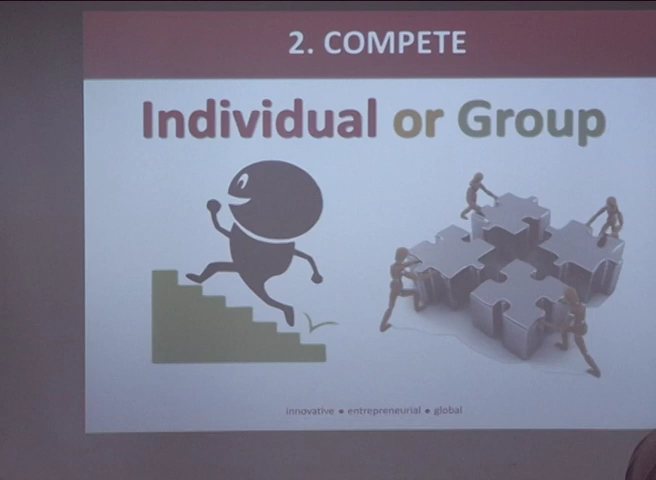 2. COMPETE
Individual or Group
innovative • entrepreneurial • global